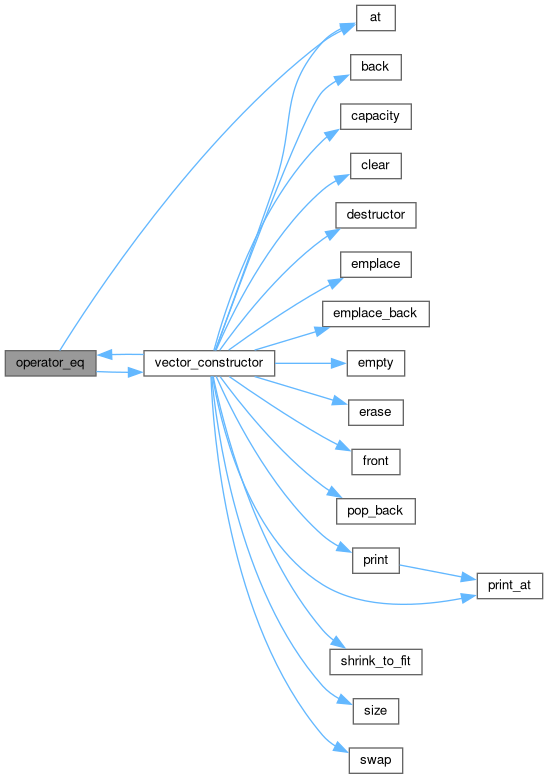 at
back
capacity
clear
destructor
emplace
emplace_back
operator_eq
vector_constructor
empty
erase
front
pop_back
print
print_at
shrink_to_fit
size
swap